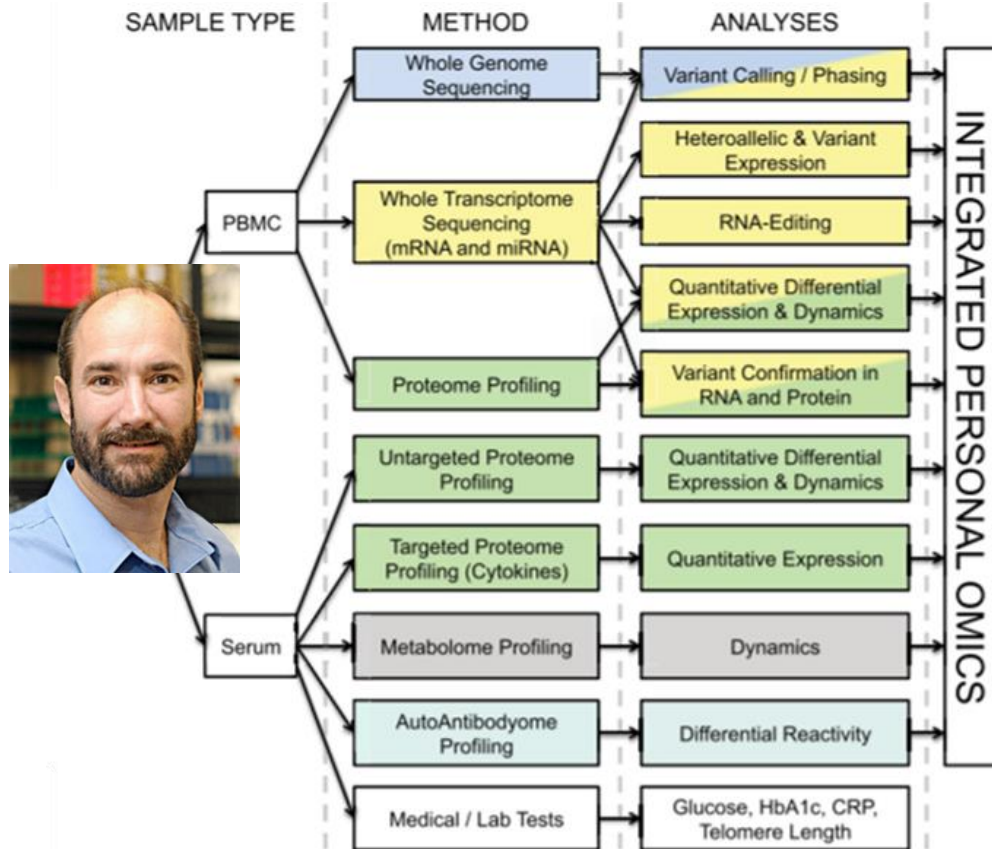 SAMPLE TYPE
METHOD
ANALYSES
Whole Genome
Sequencing
Variant Calling / Phasing
Heteroallelic & Variant
Expression
PBMC
Whole Transcriptome
Sequencing
(mRNA and miRNA)
RNA-Editing
Quantitative Differential
Expression & Dynamics
Proteome Profiling
Variant Confirmation in
RNA and Protein
Untargeted Proteome
Profiling
Quantitative Differential
Expression & Dynamics
Targeted Proteome
Profiling (Cytokines)
Quantitative Expression
Serum
Metabolome Profiling
Dynamics
AutoAntibodyome
Profiling
Differential Reactivity
Medical / Lab Tests
Glucose, HbA1c, CRP,
Telomere Length
INTEGRATED PERSONAL OMICS